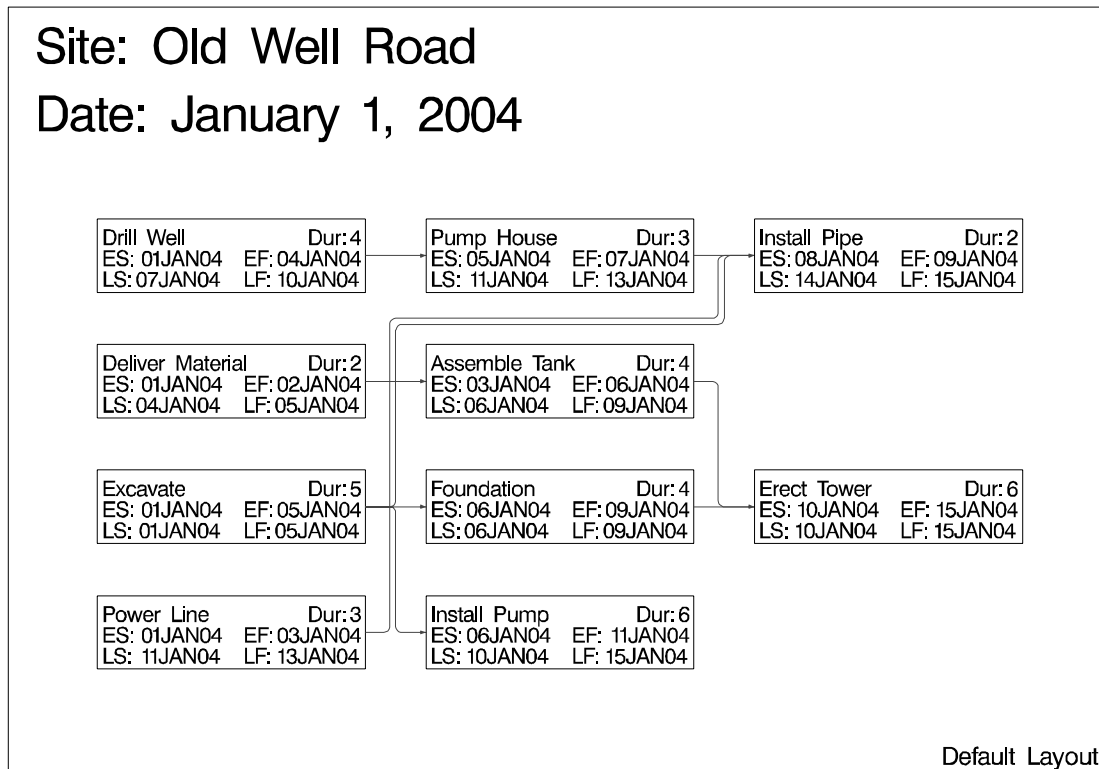 Site: Old Well Road
Date: January 1, 2004
Drill Well Dur: 4
ES: 01JAN04 EF: 04JAN04
LS: 07JAN04 LF: 10JAN04
Pump House Dur: 3
ES: 05JAN04 EF: 07JAN04
LS: 11JAN04 LF: 13JAN04
Install Pipe Dur: 2
ES: 08JAN04 EF: 09JAN04
LS: 14JAN04 LF: 15JAN04
Deliver Material Dur: 2
ES: 01JAN04 EF: 02JAN04
LS: 04JAN04 LF: 05JAN04
Assemble Tank Dur: 4
ES: 03JAN04 EF: 06JAN04
LS: 06JAN04 LF: 09JAN04
Excavate Dur: 5
ES: 01JAN04 EF: 05JAN04
LS: 01JAN04 LF: 05JAN04
Foundation Dur: 4
ES: 06JAN04 EF: 09JAN04
LS: 06JAN04 LF: 09JAN04
Erect Tower Dur: 6
ES: 10JAN04 EF: 15JAN04
LS: 10JAN04 LF: 15JAN04
Power Line Dur: 3
ES: 01JAN04 EF: 03JAN04
LS: 11JAN04 LF: 13JAN04
Install Pump Dur: 6
ES: 06JAN04 EF: 11JAN04
LS: 10JAN04 LF: 15JAN04
Default Layout